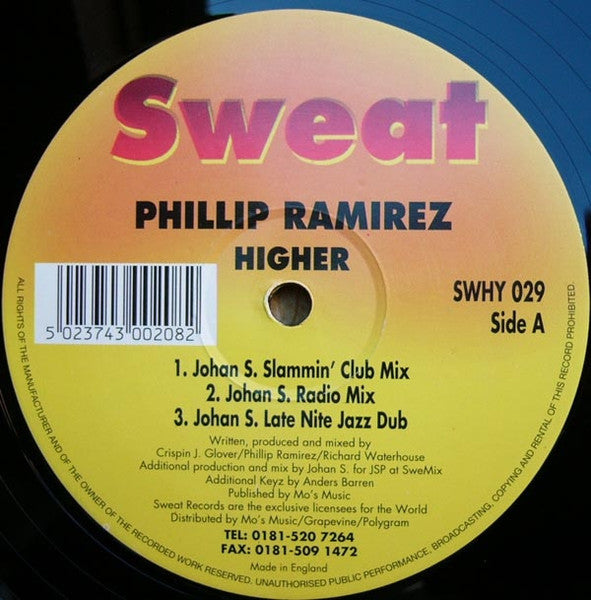 Sweat
PHILLIP RAMIREZ
HIGHER
5 023743 002082
SWHY 029
Side A
1. Johan S. Slammin' Club Mix
2. Johan S. Radio Mix
3. Johan S. Late Nite Jazz Dub
Written, produced and mixed by
Crispin J. Glover/Phillip Ramirez/Richard Waterhouse
Additional production and mix by Johan S. for JSP at SweMix
Additional Keyz by Anders Barren
Published by Mo's Music
Sweat Records are the exclusive licensees for the World
Distributed by Mo's Music/Grapevine/Polygram
TEL: 0181-520 7264
FAX: 0181-509 1472
Made in England
ALL RIGHTS OF THE MANUFACTURER AND OF THE OWNER OF THE RECORDED WORK RESERVED. UNAUTHORISED PUBLIC PERFORMANCE, BROADCASTING, COPYING AND RENTAL OF THIS RECORD PROHIBITED